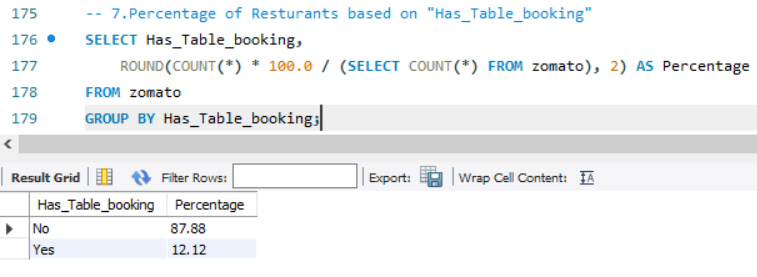 175 -- 7.Percentage of Resturants based on "Has_Table_booking"
176 SELECT Has_Table_booking,
177 ROUND(COUNT(*) * 100.0 / (SELECT COUNT(*) FROM zomato), 2) AS Percentage
178 FROM zomato
179 GROUP BY Has_Table_booking;
Result Grid Filter Rows: Export: Wrap Cell Content:
Has_Table_booking Percentage
No 87.88
Yes 12.12